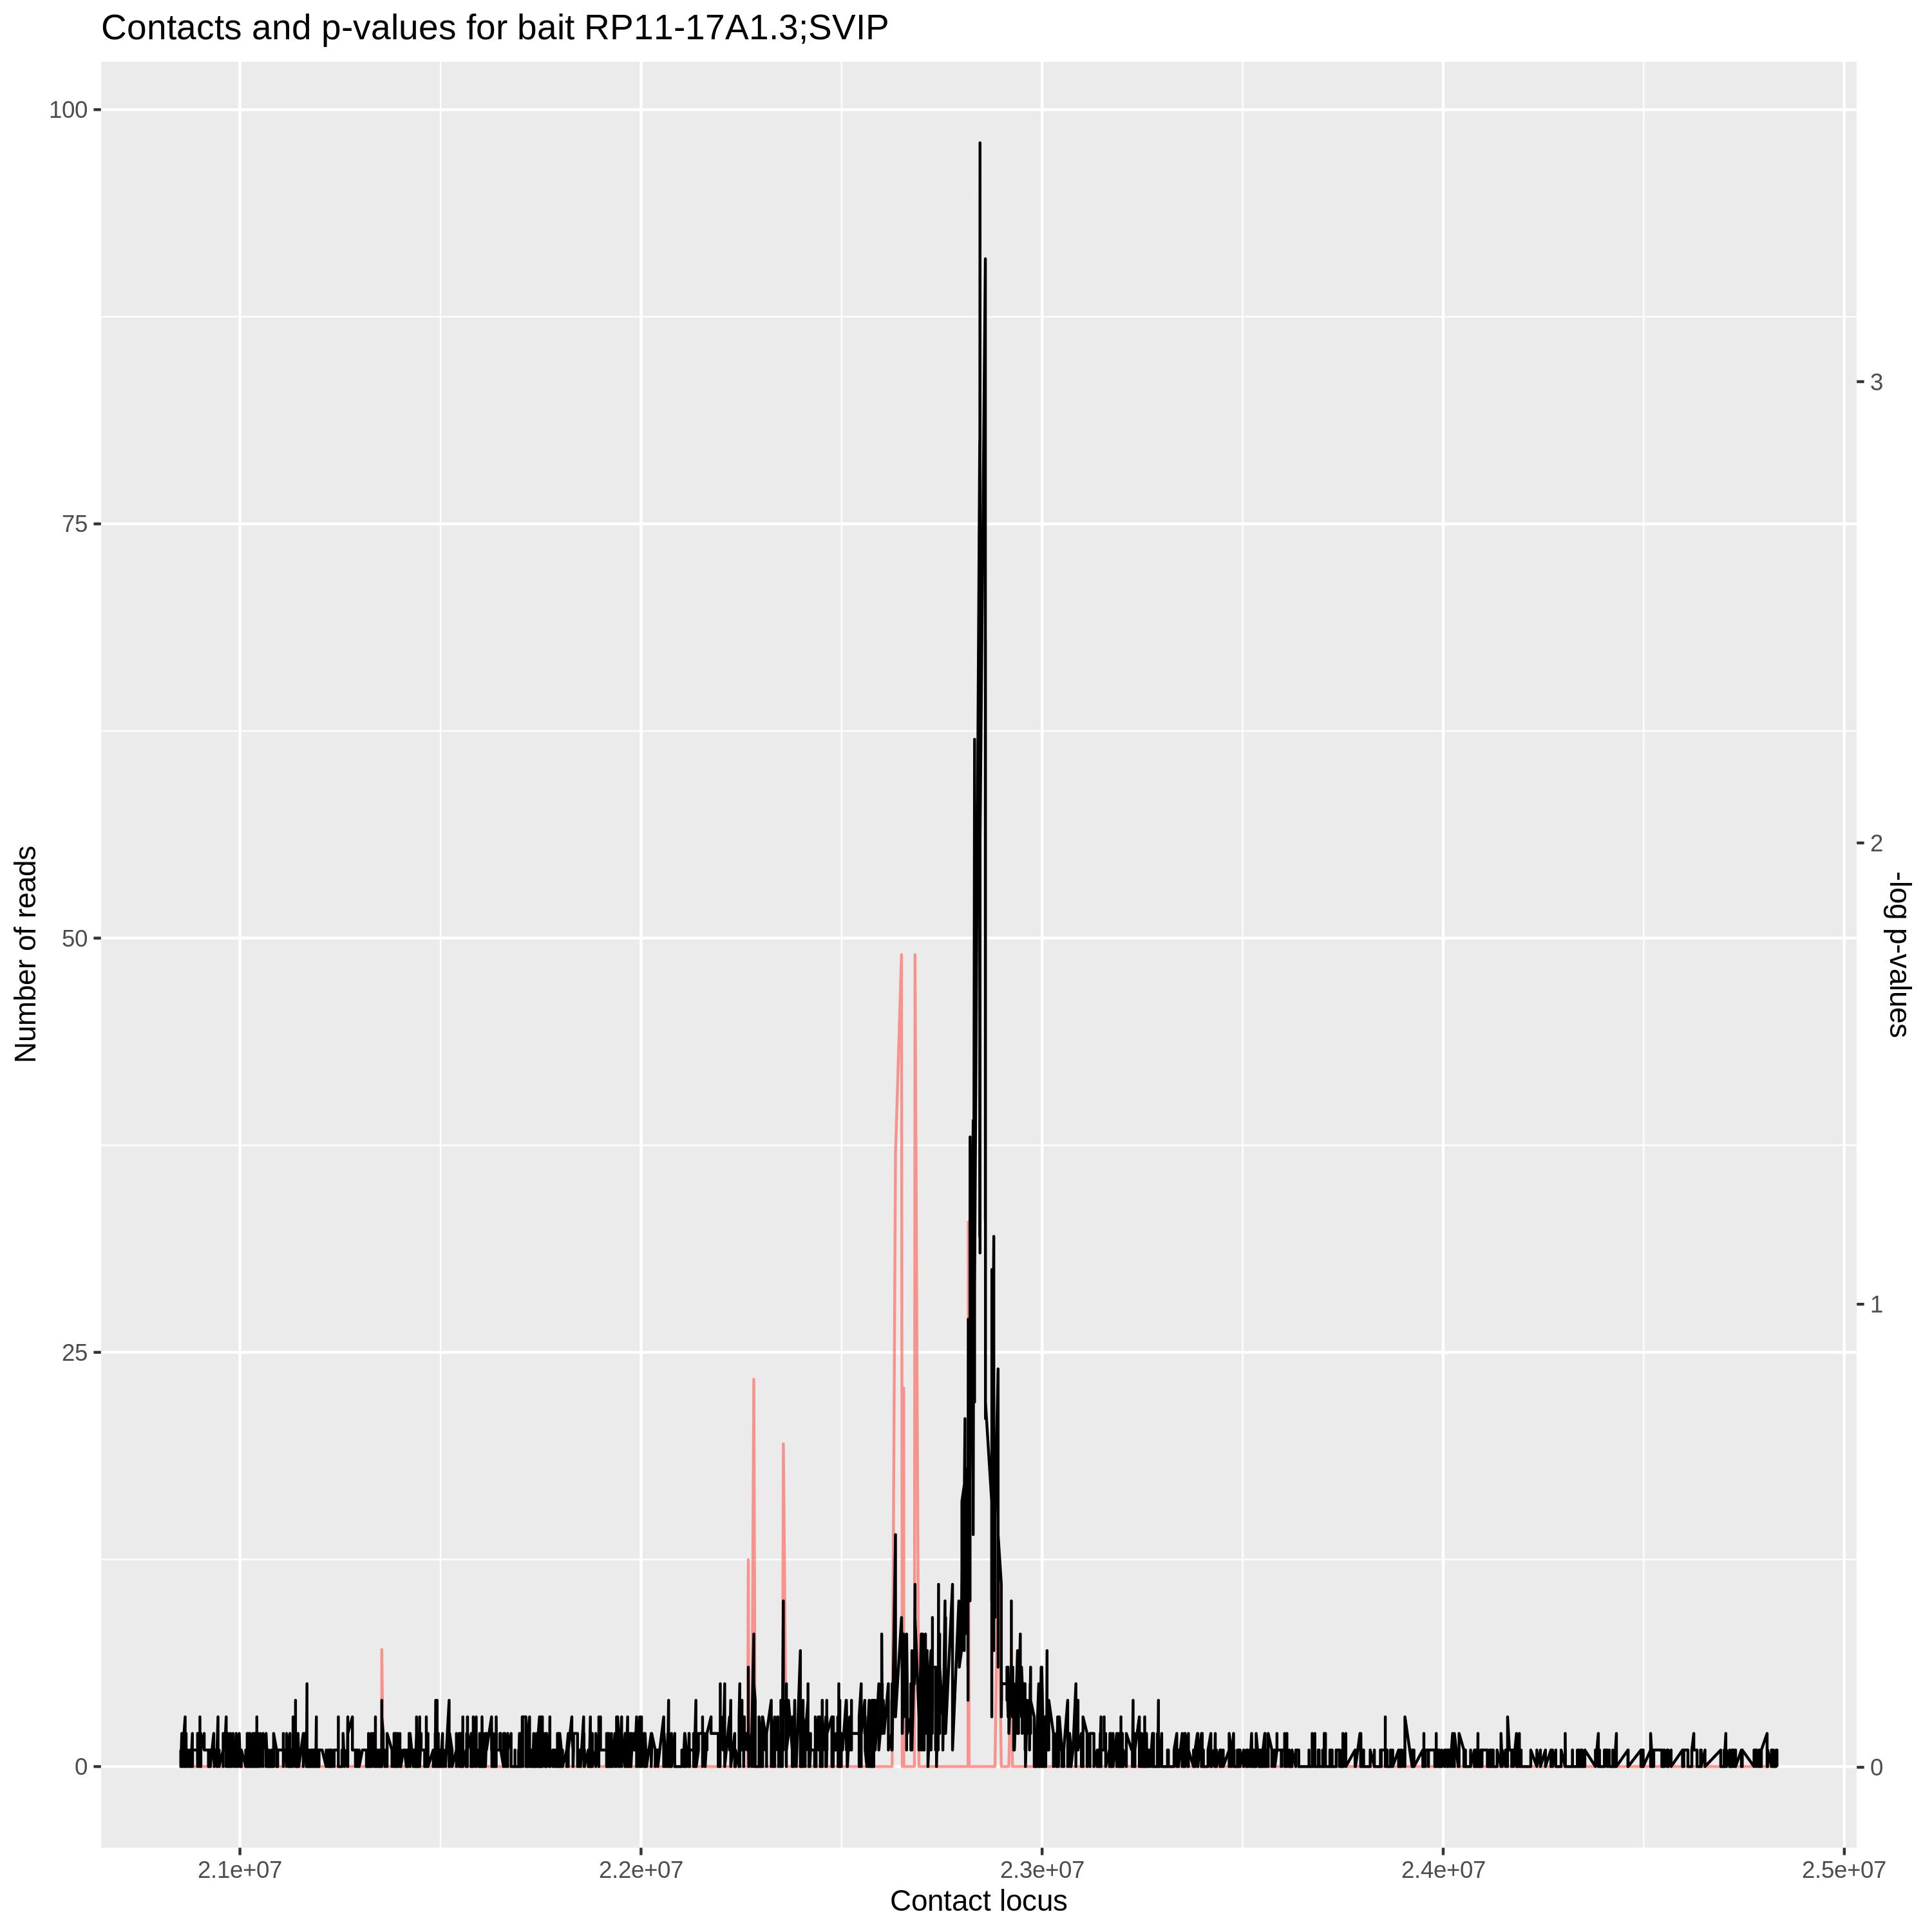 Contacts and p-values for bait RP11-17A1.3;SVIP
100
75
50
25
0
Number of reads
3
2
1
0
-log p-values
2.1e+07 2.2e+07 2.3e+07 2.4e+07 2.5e+07
Contact locus